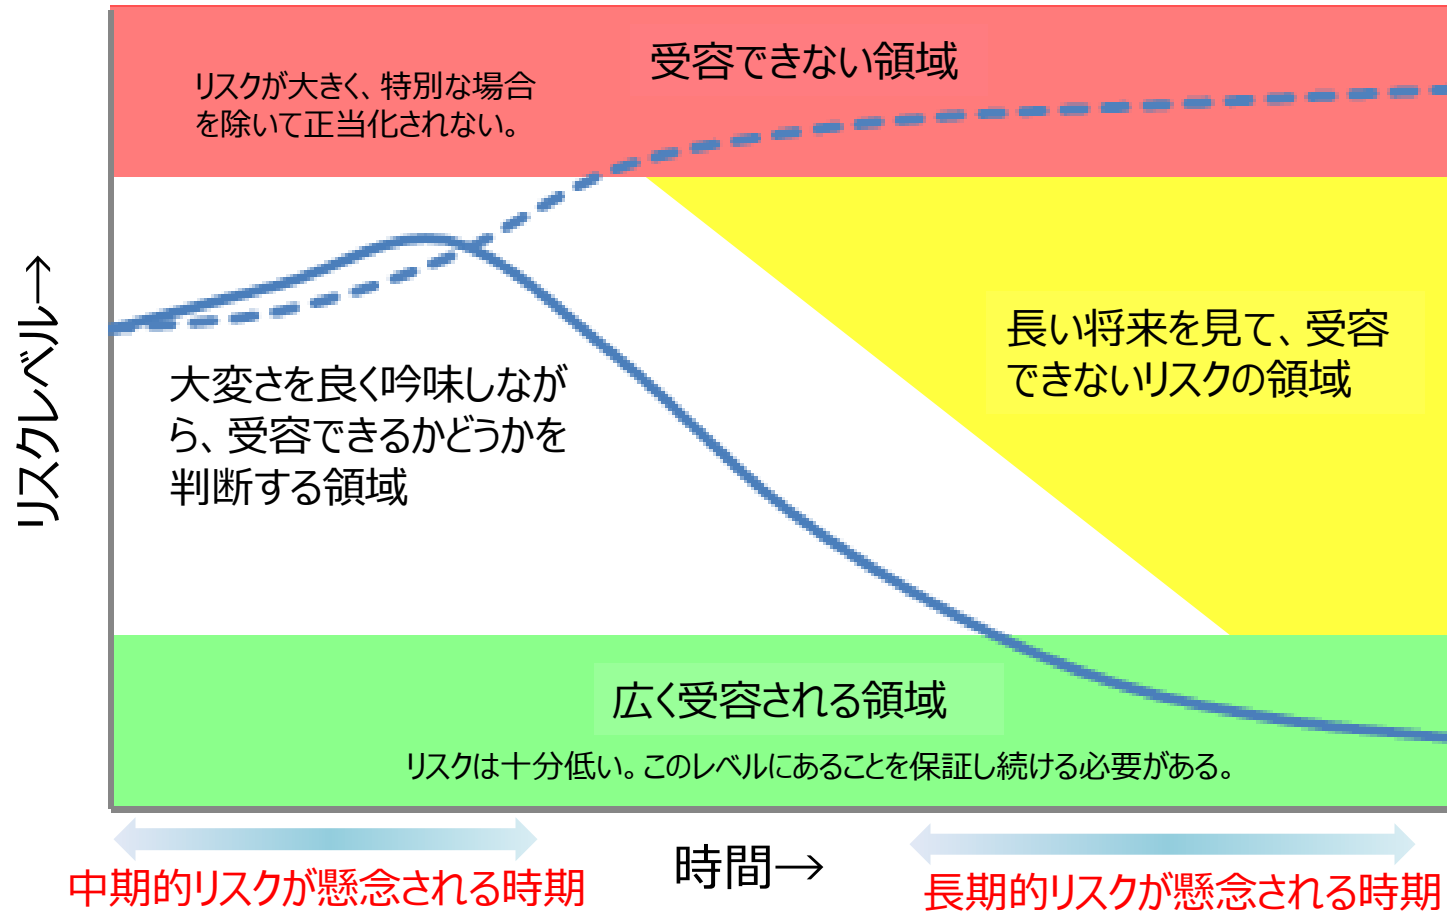 受容できない領域
リスクが大きく、特別な場合
を除いて正当化されない。
リスクレベル→
長い将来を見て、受容
できないリスクの領域
大変さを良く吟味しなが
ら、受容できるかどうかを
判断する領域
広く受容される領域
リスクは十分低い。このレベルにあることを保証し続ける必要がある。
時間→
中期的リスクが懸念される時期
長期的リスクが懸念される時期